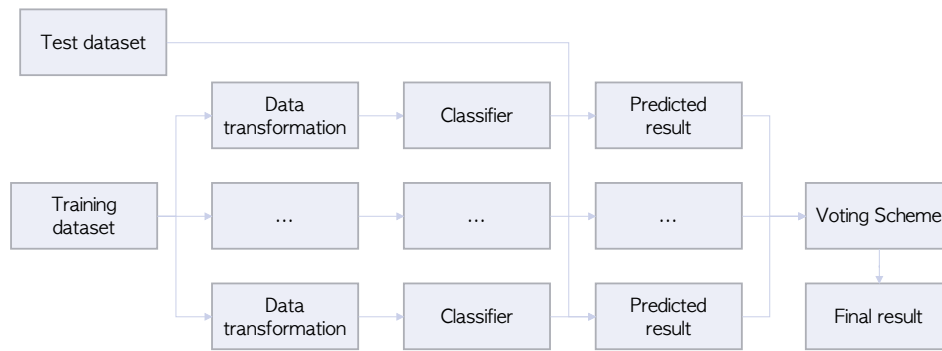 Test dataset
Data
transformation
Classifier
Predicted
result
Training
dataset
...
...
...
Voting Scheme
Data
transformation
Classifier
Predicted
result
Final result